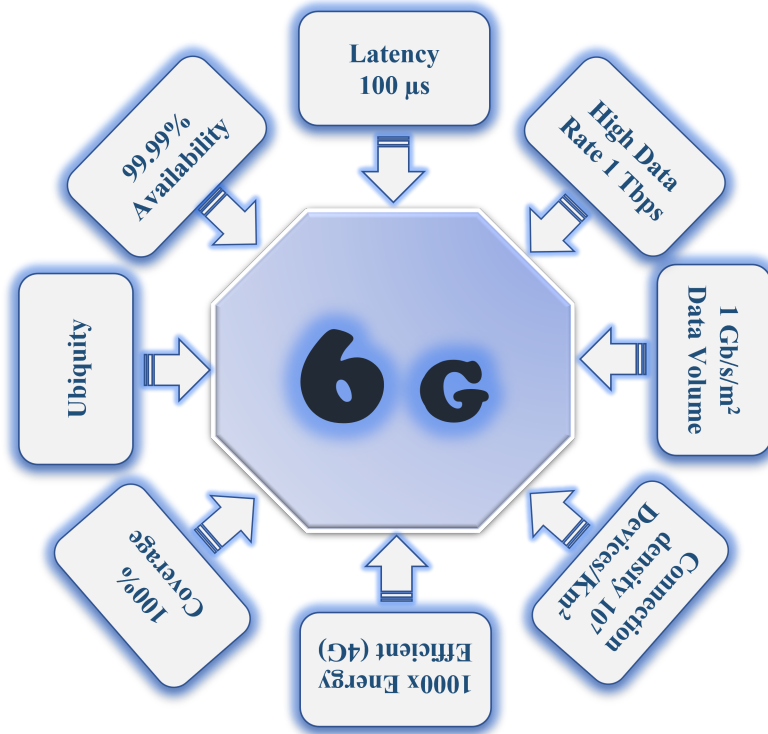 Latency
100 μs
High Data
Rate 1 Tbps
1 Gb/s/m²
Data Volume
Connection
density 10⁷
Devices/Km²
1000x Energy
Efficient (4G)
100%
Coverage
Ubiquity
99.99%
Availability
6G